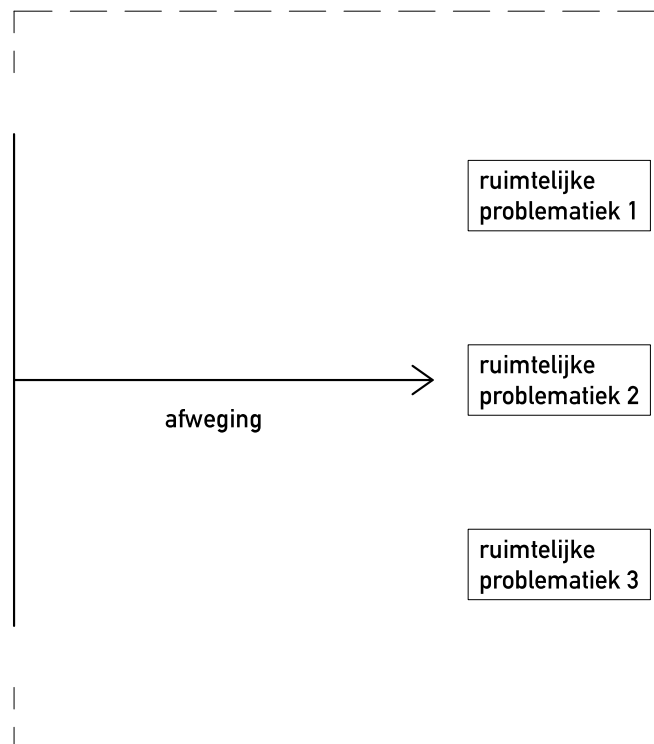 ruimtelijke
problematiek 1
ruimtelijke
problematiek 2
afweging
ruimtelijke
problematiek 3